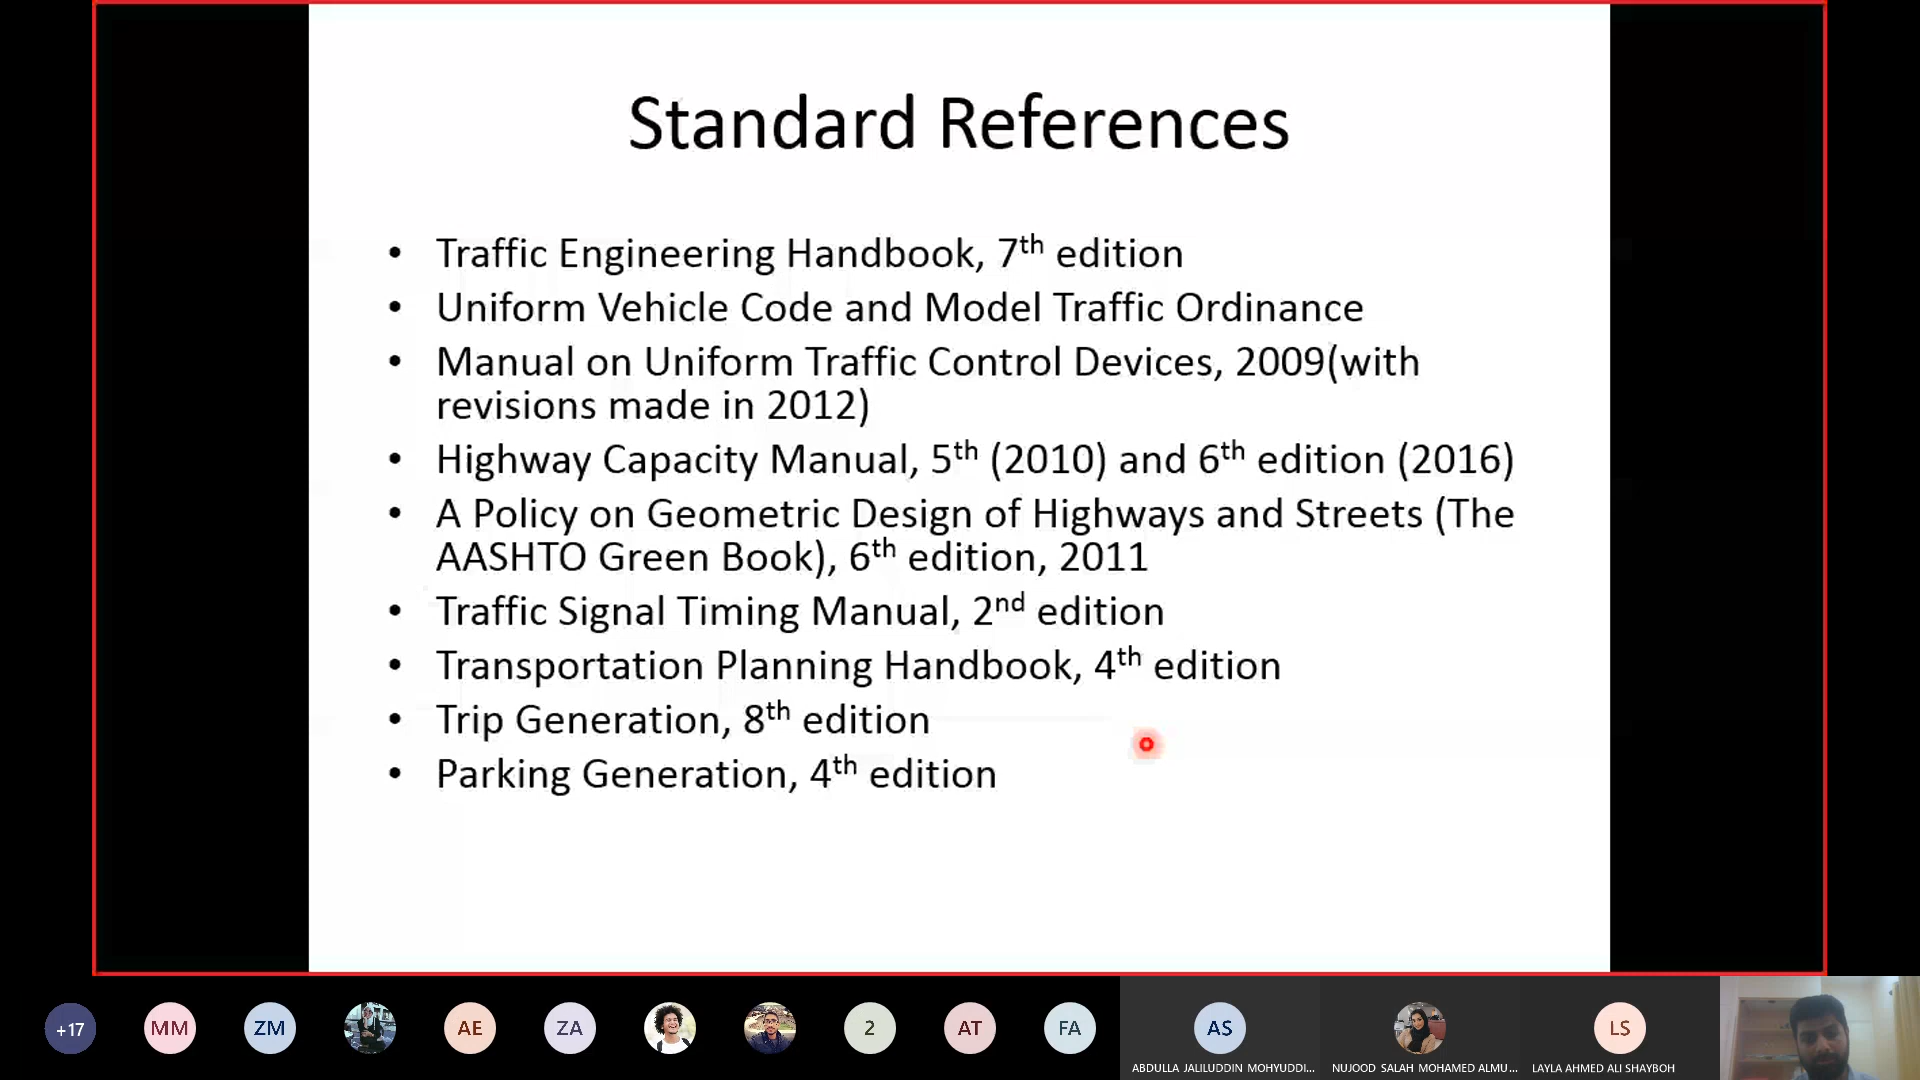 Standard References
• Traffic Engineering Handbook, 7th edition
• Uniform Vehicle Code and Model Traffic Ordinance
• Manual on Uniform Traffic Control Devices, 2009(with
revisions made in 2012)
• Highway Capacity Manual, 5th (2010) and 6th edition (2016)
• A Policy on Geometric Design of Highways and Streets (The
AASHTO Green Book), 6th edition, 2011
• Traffic Signal Timing Manual, 2nd edition
• Transportation Planning Handbook, 4th edition
• Trip Generation, 8th edition
• Parking Generation, 4th edition
+17 MM ZM AE ZA 2 AT FA AS LS
ABDULLA JALILUDDIN MOHYUDDI... NUJOOD SALAH MOHAMED ALMU... LAYLA AHMED ALI SHAYBOH